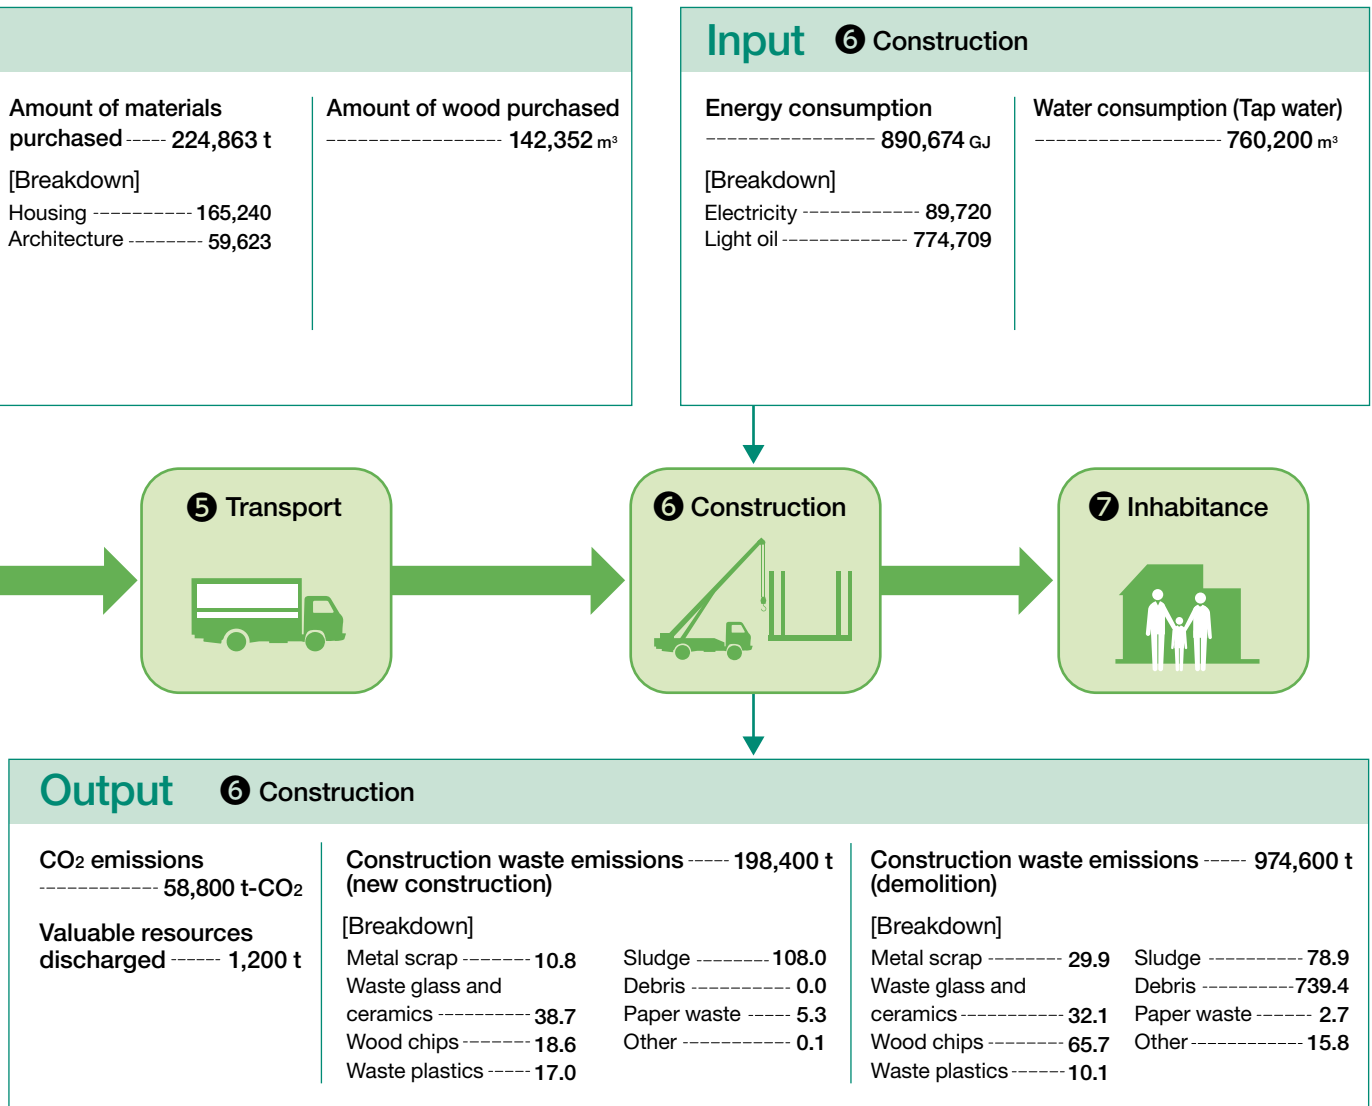 Amount of materials
purchased ----- 224,863 t
[Breakdown]
Housing ---------- 165,240
Architecture -------- 59,623
Amount of wood purchased
----------------- 142,352 m³
Input ❻ Construction
Energy consumption
---------------- 890,674 GJ
[Breakdown]
Electricity ------------ 89,720
Light oil ------------- 774,709
Water consumption (Tap water)
------------------ 760,200 m³
❺ Transport
❻ Construction
❼ Inhabitance
Output ❻ Construction
CO2 emissions
------------ 58,800 t-CO2
Valuable resources
discharged ------ 1,200 t
Construction waste emissions ----- 198,400 t
(new construction)
[Breakdown]
Metal scrap ------- 10.8
Waste glass and
ceramics ---------- 38.7
Wood chips ------- 18.6
Waste plastics ----- 17.0
Sludge -------- 108.0
Debris ---------- 0.0
Paper waste ----- 5.3
Other ----------- 0.1
Construction waste emissions ----- 974,600 t
(demolition)
[Breakdown]
Metal scrap -------- 29.9
Waste glass and
ceramics ----------- 32.1
Wood chips -------- 65.7
Waste plastics ------ 10.1
Sludge ---------- 78.9
Debris ---------- 739.4
Paper waste ------ 2.7
Other ------------ 15.8